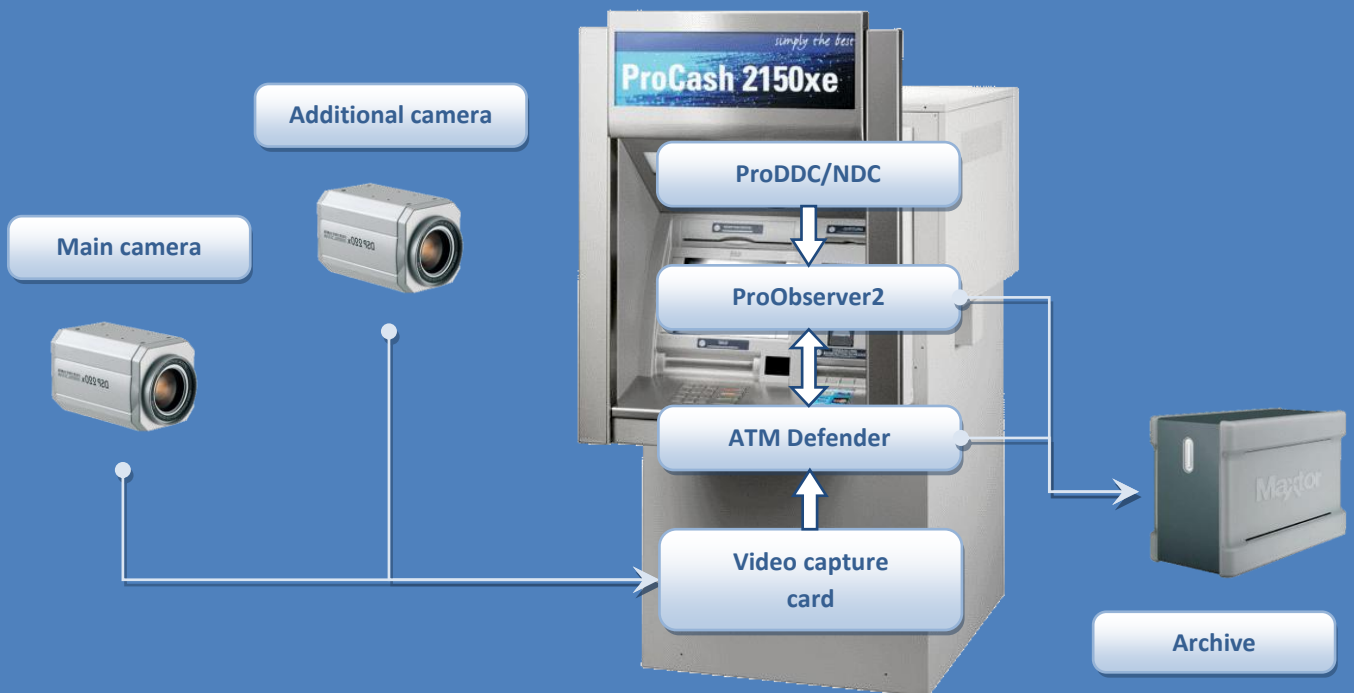 simply the best
ProCash 2150xe
Additional camera
ProDDC/NDC
Main camera
ProObserver2
ATM Defender
Maxtor
Video capture
card
Archive